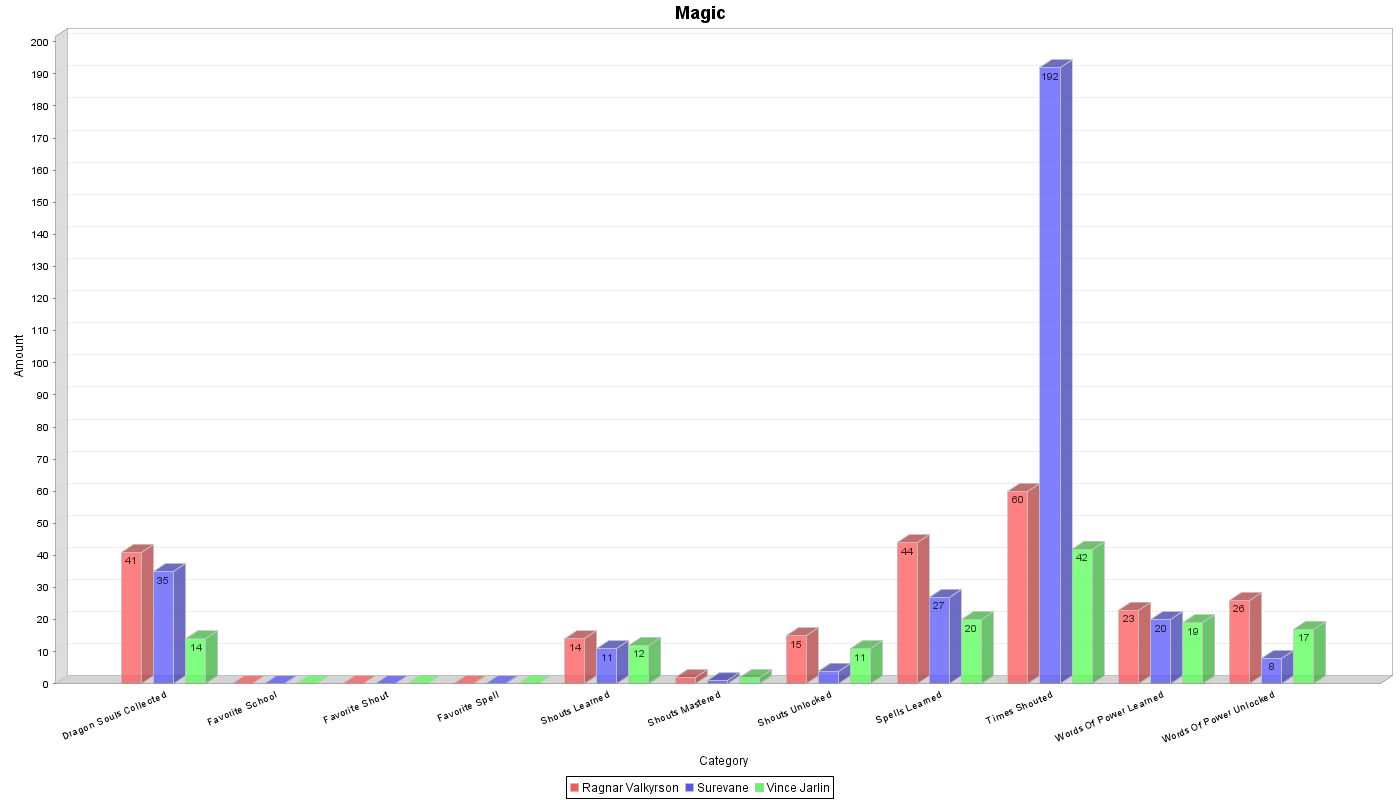 Magic
200
190
180
170
160
150
140
130
120
110
100
90
80
70
60
50
40
30
20
10
0
Amount
41 35 14
14 11 12
15 11
44 27 20
60 192 42
23 20 19
26 8 17
Dragon Souls Collected
Favorite School
Favorite Shout
Favorite Spell
Shouts Learned
Shouts Mastered
Shouts Unlocked
Spells Learned
Times Shouted
Words Of Power Learned
Words Of Power Unlocked
Category
Ragnar Valkyrson Surevane Vince Jarlin